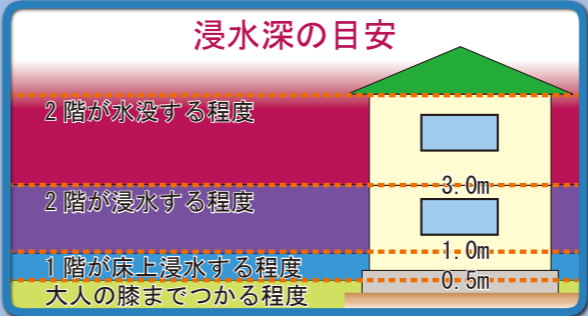 浸水深の目安
2階が水没する程度
3.0m
2階が浸水する程度
1.0m
1階が床上浸水する程度
0.5m
大人の膝までつかる程度